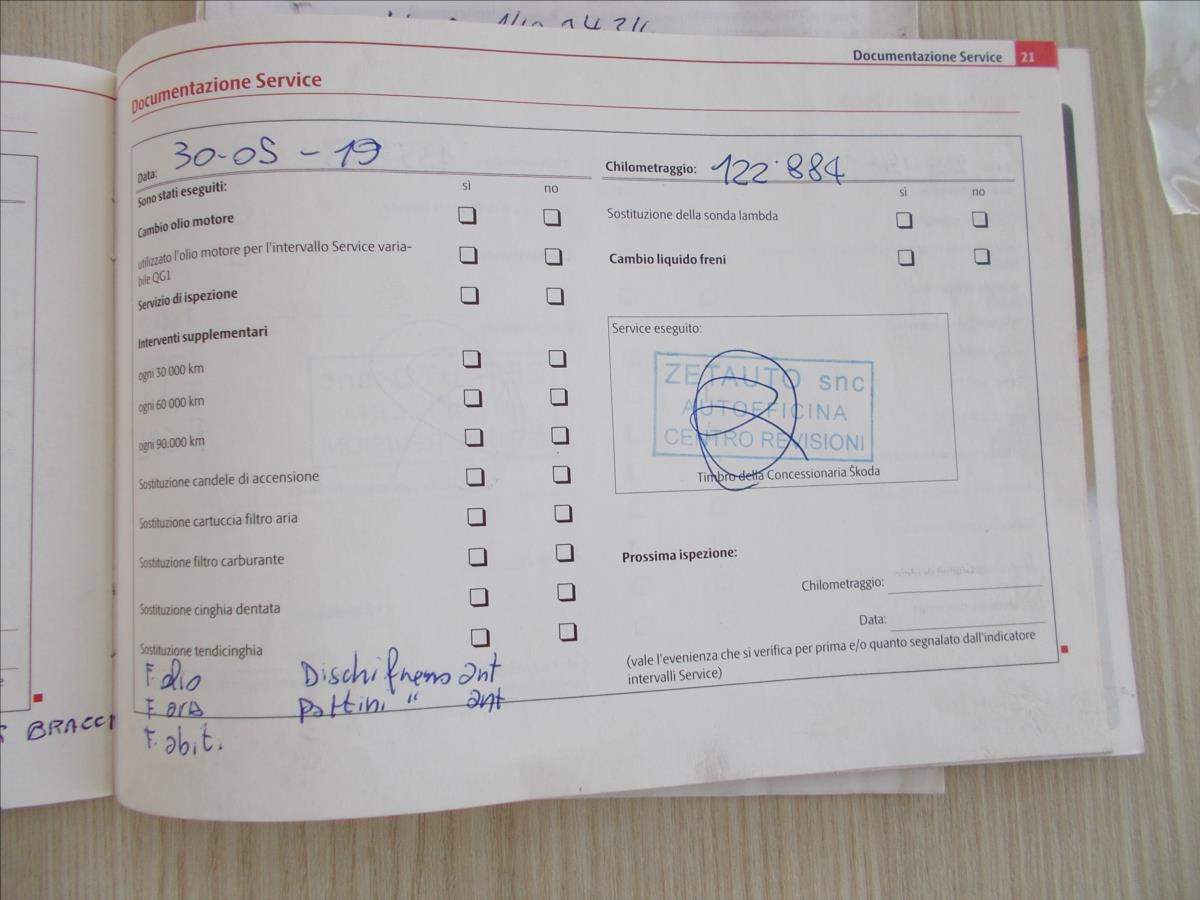 Documentazione Service 21
Documentazione Service
Data: 30-05-19
Sono stati eseguiti:
sì no
Cambio olio motore
utilizzato l'olio motore per l'intervallo Service varia-
bile QG1
Servizio di ispezione
Interventi supplementari
ogni 30 000 km
ogni 60 000 km
ogni 90.000 km
Sostituzione candele di accensione
Sostituzione cartuccia filtro aria
Sostituzione filtro carburante
Sostituzione cinghia dentata
Sostituzione tendicinghia
F. olio Dischi freno ant
F aria pattini " ant
F. abit.
Chilometraggio: 122.884
sì no
Sostituzione della sonda lambda
Cambio liquido freni
Service eseguito:
ZETAUTO snc
AUTOFFICINA
CENTRO REVISIONI
Timbro della Concessionaria Škoda
Prossima ispezione:
Chilometraggio:
Data:
(vale l'evenienza che si verifica per prima e/o quanto segnalato dall'indicatore
intervalli Service)
BRACCI